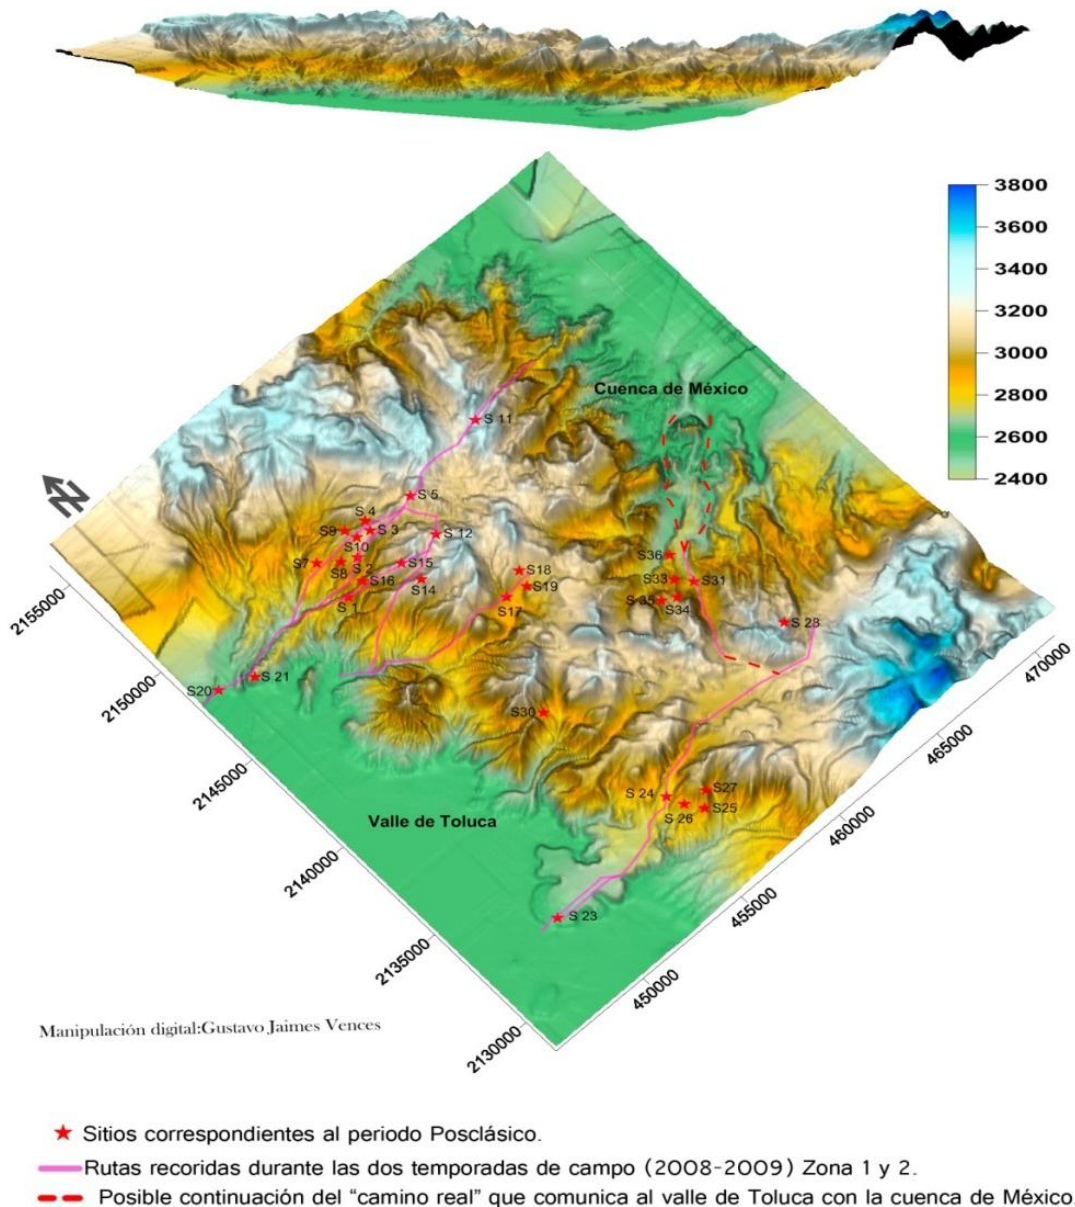 3800
3600
3400
3200
3000
2800
2600
2400
Cuenca de México
N
S 11
S 5
S 4
S9
S 3
S 12
S 10
S7
S8
S 2
S15
S16
S 14
S 1
S18
S19
S17
S36
S33
S31
S35
S34
S 28
S20
S 21
S30
S 24
S27
S25
S 26
S 23
Valle de Toluca
2155000
2150000
2145000
2140000
2135000
2130000
470000
465000
460000
455000
450000
Manipulación digital:Gustavo Jaimes Vences
Sitios correspondientes al periodo Posclásico.
Rutas recoridas durante las dos temporadas de campo (2008-2009) Zona 1 y 2.
Posible continuación del “camino real” que comunica al valle de Toluca con la cuenca de México